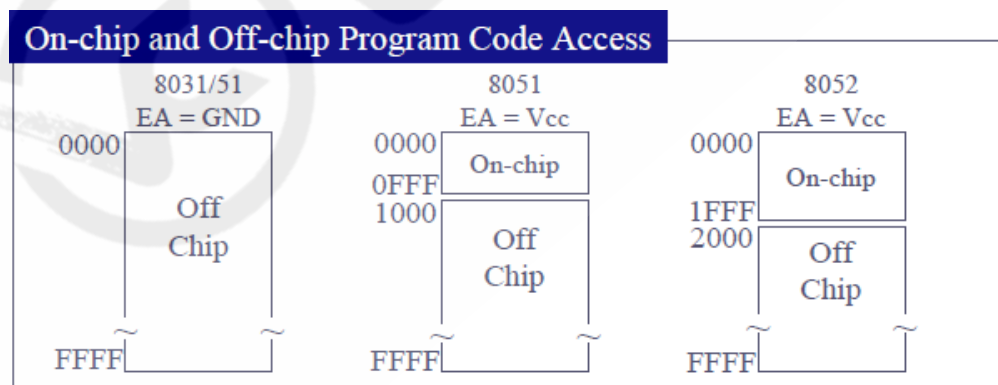 On-chip and Off-chip Program Code Access
8031/51
EA = GND
0000
Off
Chip
FFFF
8051
EA = Vcc
0000
On-chip
0FFF
1000
Off
Chip
FFFF
8052
EA = Vcc
0000
On-chip
1FFF
2000
Off
Chip
FFFF